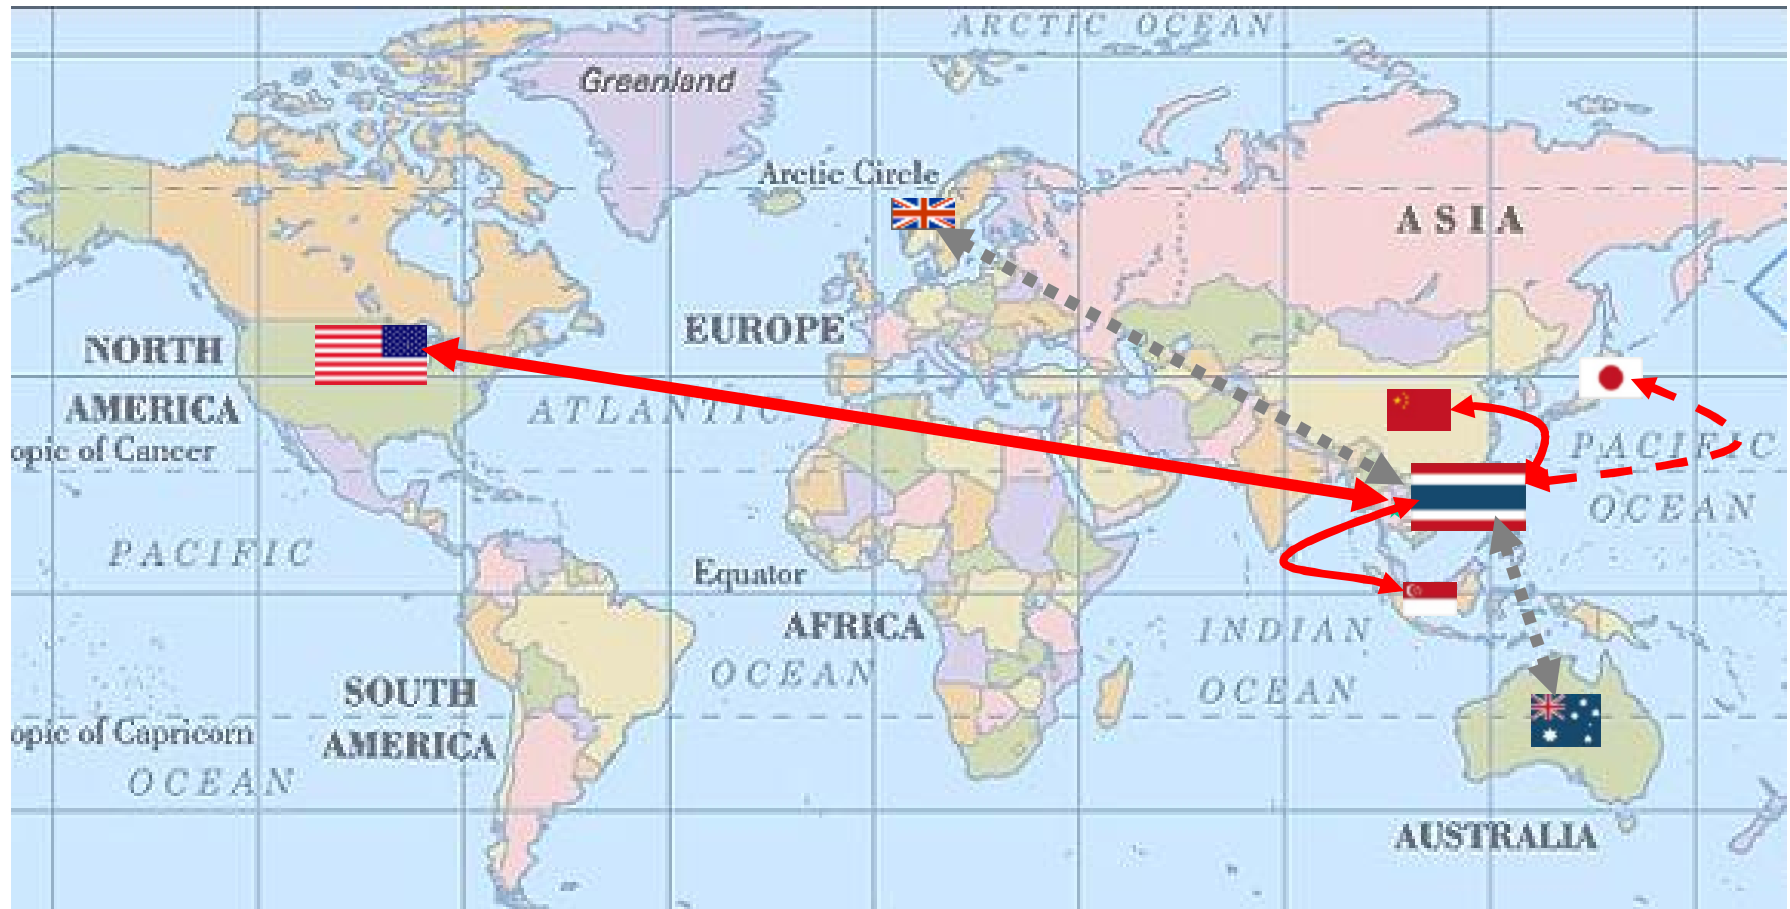 ARCTIC OCEAN
Greenland
Arctic Circle
ASIA
EUROPE
NORTH
AMERICA
ATLANTIC
opic of Cancer
PACIFIC
OCEAN
PACIFIC
Equator
AFRICA
INDIAN
OCEAN
OCEAN
SOUTH
AMERICA
opic of Capricorn
OCEAN
AUSTRALIA